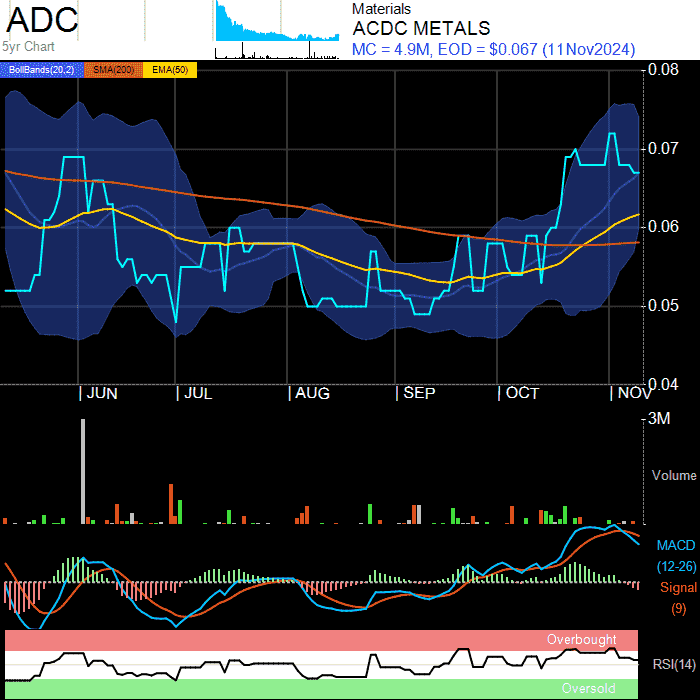 ADC
5yr Chart
Materials
ACDC METALS
MC = 4.9M, EOD = $0.067 (11Nov2024)
BollBands(20,2) SMA(200) EMA(50)
0.08
0.07
0.06
0.05
0.04
JUN JUL AUG SEP OCT NOV
3M
Volume
MACD
(12-26)
Signal
(9)
Overbought
RSI(14)
Oversold